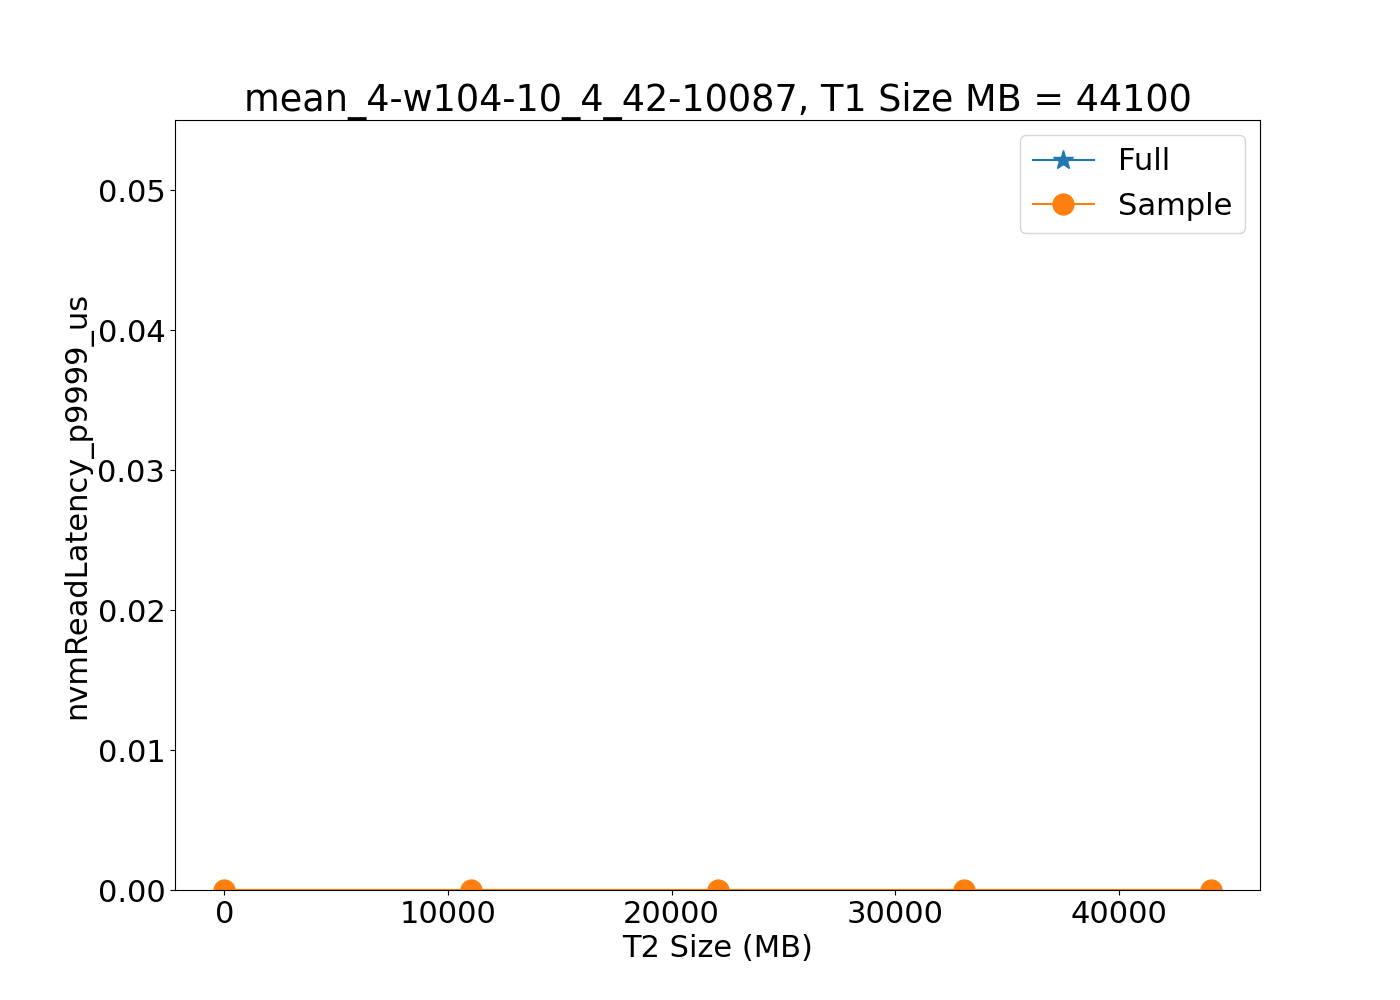 mean_4-w104-10_4_42-10087, T1 Size MB = 44100
Full
Sample
nvmReadLatency_p9999_us
0.05
0.04
0.03
0.02
0.01
0.00
0 10000 20000 30000 40000
T2 Size (MB)